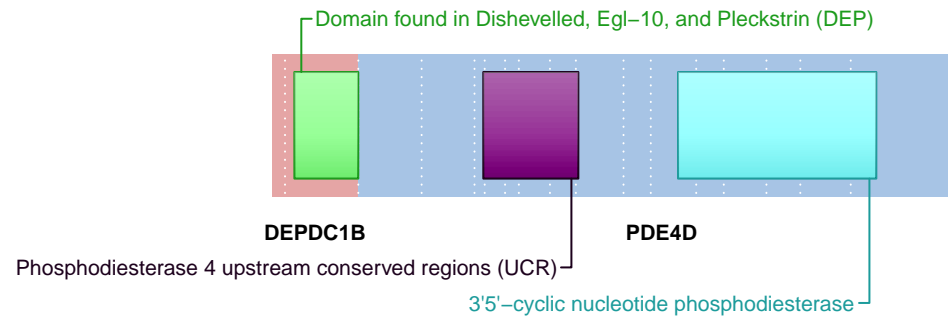 Domain found in Dishevelled, Egl−10, and Pleckstrin (DEP)
DEPDC1B
PDE4D
Phosphodiesterase 4 upstream conserved regions (UCR)
3'5'−cyclic nucleotide phosphodiesterase